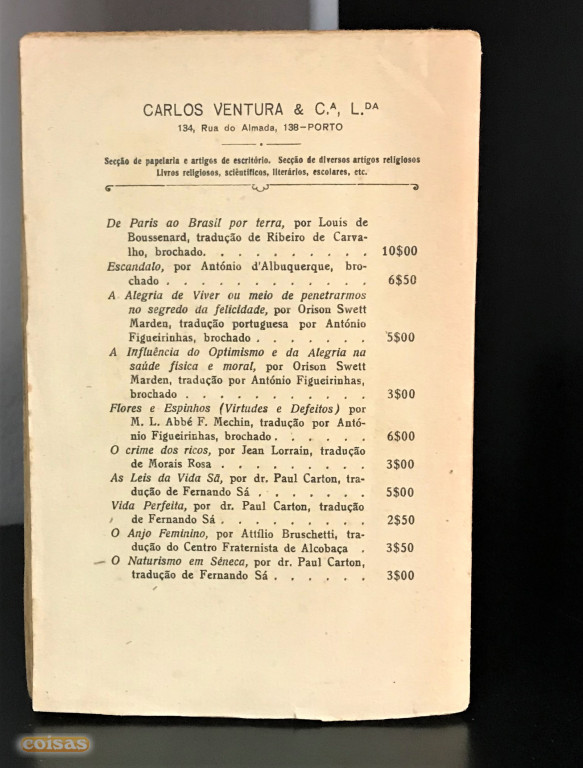 CARLOS VENTURA & C.ᴬ, L.ᴰᴬ
134, Rua do Almada, 138—PORTO
Secção de papelaria e artigos de escritório. Secção de diversos artigos religiosos
Livros religiosos, sciêntificos, literários, escolares, etc.
De Paris ao Brasil por terra, por Louis de
Boussenard, tradução de Ribeiro de Carva-
lho, brochado. . . . . . . . . . 10$00
Escandalo, por António d'Albuquerque, bro-
chado . . . . . . . . . . . . 6$50
A Alegria de Viver ou meio de penetrarmos
no segredo da felicidade, por Orison Swett
Marden, tradução portuguesa por António
Figueirinhas, brochado . . . . . . . 5$00
A Influência do Optimismo e da Alegria na
saúde fisica e moral, por Orison Swett
Marden, tradução por António Figueirinhas,
brochado . . . . . . . . . . . 3$00
Flores e Espinhos (Virtudes e Defeitos) por
M. L. Abbé F. Mechin, tradução por Antó-
nio Figueirinhas, brochado . . . . . . 6$00
O crime dos ricos, por Jean Lorrain, tradução
de Morais Rosa . . . . . . . . . 3$00
As Leis da Vida Sã, por dr. Paul Carton, tra-
dução de Fernando Sá . . . . . . . 5$00
Vida Perfeita, por dr. Paul Carton, tradução
de Fernando Sá . . . . . . . . . 2$50
O Anjo Feminino, por Attílio Bruschetti, tra-
dução do Centro Fraternista de Alcobaça . 3$50
O Naturismo em Sêneca, por dr. Paul Carton,
tradução de Fernando Sá . . . . . . 3$00
coisas